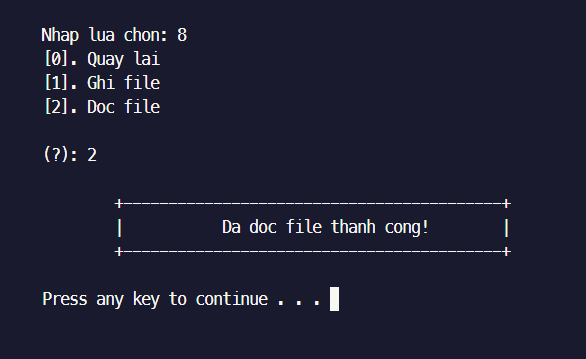 Nhap lua chon: 8
[0]. Quay lai
[1]. Ghi file
[2]. Doc file
(?): 2
+------------------------------------------+
| Da doc file thanh cong! |
+------------------------------------------+
Press any key to continue . . .